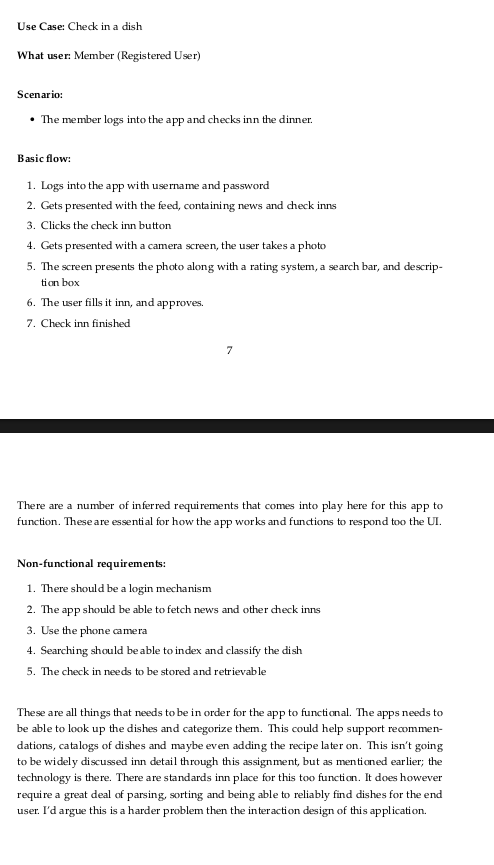 Use Case: Check in a dish
What user: Member (Registered User)
Scenario:
• The member logs into the app and checks inn the dinner.
Basic flow:
1. Logs into the app with username and password
2. Gets presented with the feed, containing news and check inns
3. Clicks the check inn button
4. Gets presented with a camera screen, the user takes a photo
5. The screen presents the photo along with a rating system, a search bar, and descrip-
tion box
6. The user fills it inn, and approves.
7. Check inn finished
7
There are a number of inferred requirements that comes into play here for this app to
function. These are essential for how the app works and functions to respond too the UI.
Non-functional requirements:
1. There should be a login mechanism
2. The app should be able to fetch news and other check inns
3. Use the phone camera
4. Searching should be able to index and classify the dish
5. The check in needs to be stored and retrievable
These are all things that needs to be in order for the app to functional. The apps needs to
be able to look up the dishes and categorize them. This could help support recommen-
dations, catalogs of dishes and maybe even adding the recipe later on. This isn't going
to be widely discussed inn detail through this assignment, but as mentioned earlier; the
technology is there. There are standards inn place for this too function. It does however
require a great deal of parsing, sorting and being able to reliably find dishes for the end
user. I'd argue this is a harder problem then the interaction design of this application.